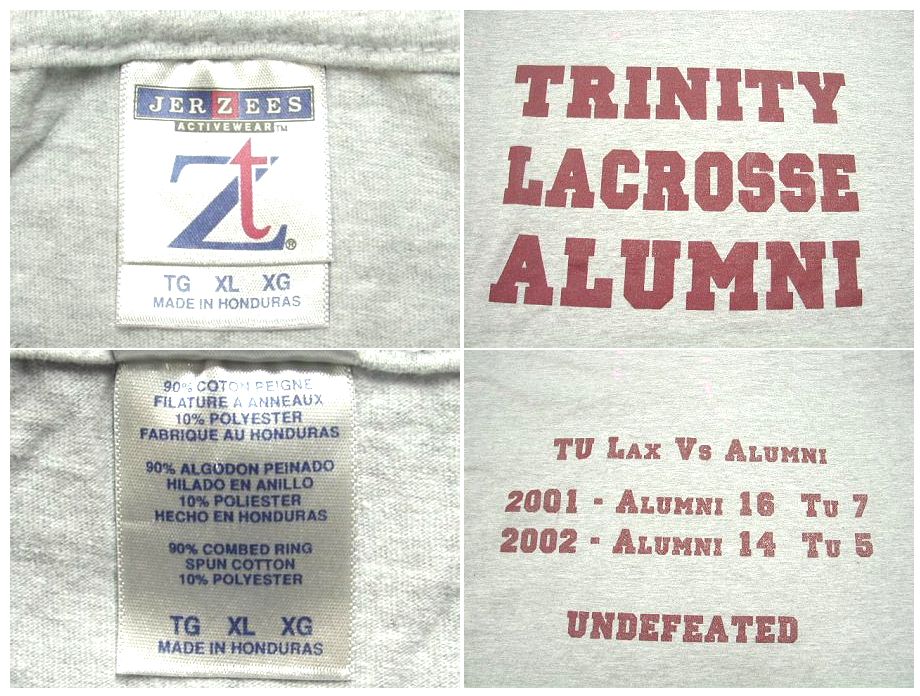 JERZEES
ACTIVEWEAR™
Zt®
TG XL XG
MADE IN HONDURAS
TRINITY
LACROSSE
ALUMNI
90% COTON PEIGNE
FILATURE A ANNEAUX
10% POLYESTER
FABRIQUE AU HONDURAS
90% ALGODON PEINADO
HILADO EN ANILLO
10% POLIESTER
HECHO EN HONDURAS
90% COMBED RING
SPUN COTTON
10% POLYESTER
TG XL XG
MADE IN HONDURAS
TU LAX VS ALUMNI
2001 - ALUMNI 16 TU 7
2002 - ALUMNI 14 TU 5
UNDEFEATED